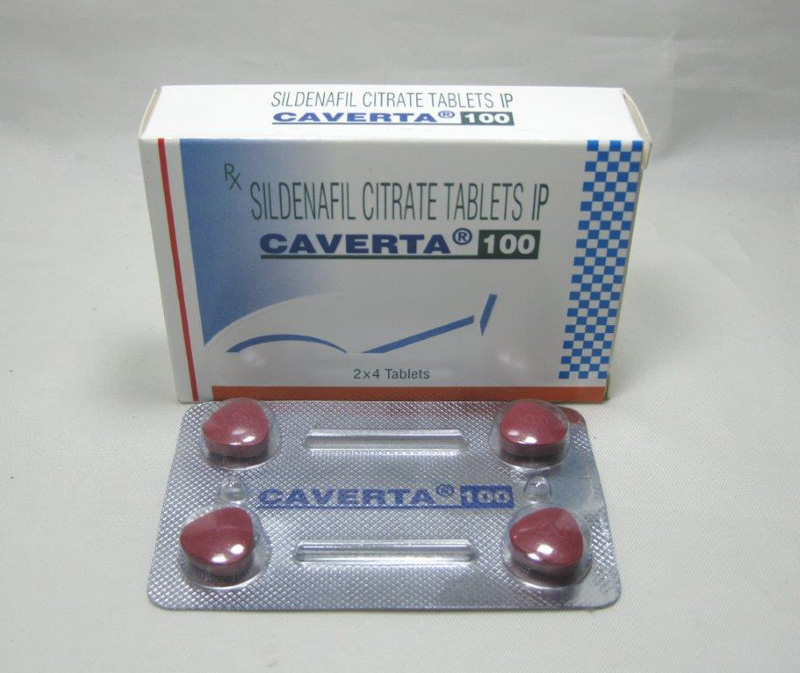 SILDENAFIL CITRATE TABLETS IP
CAVERTA® 100
Rx SILDENAFIL CITRATE TABLETS IP
CAVERTA® 100
2x4 Tablets
CAVERTA® 100